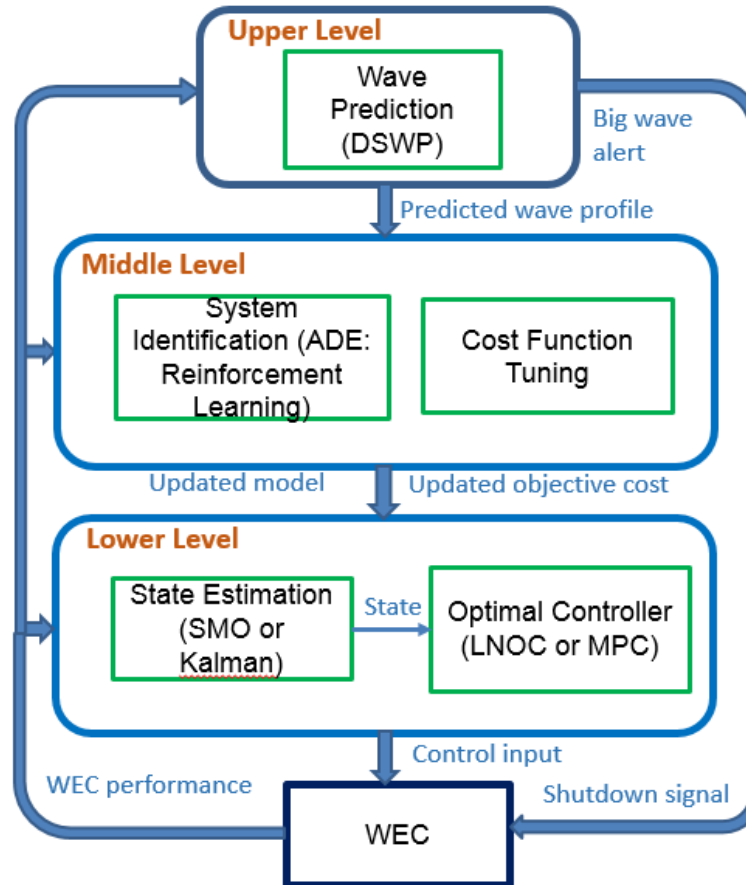 Upper Level
Wave
Prediction
(DSWP)
Big wave
alert
Predicted wave profile
Middle Level
System
Identification (ADE:
Reinforcement
Learning)
Cost Function
Tuning
Updated model
Updated objective cost
Lower Level
State Estimation
(SMO or
Kalman)
State
Optimal Controller
(LNOC or MPC)
Control input
WEC performance
Shutdown signal
WEC